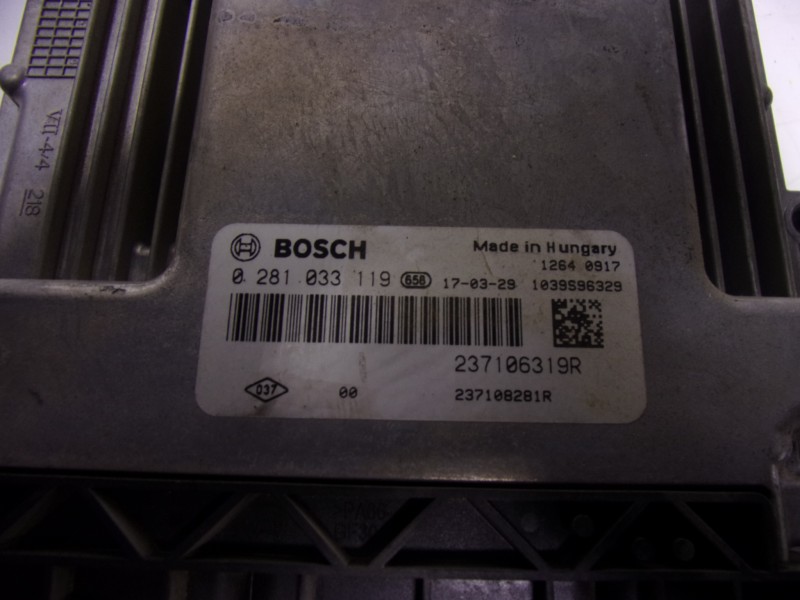 VII-4/4
218
BOSCH Made in Hungary
1264 0917
0 281 033 119 658 17-03-29 1039S96329
237106319R
037 00 237108281R